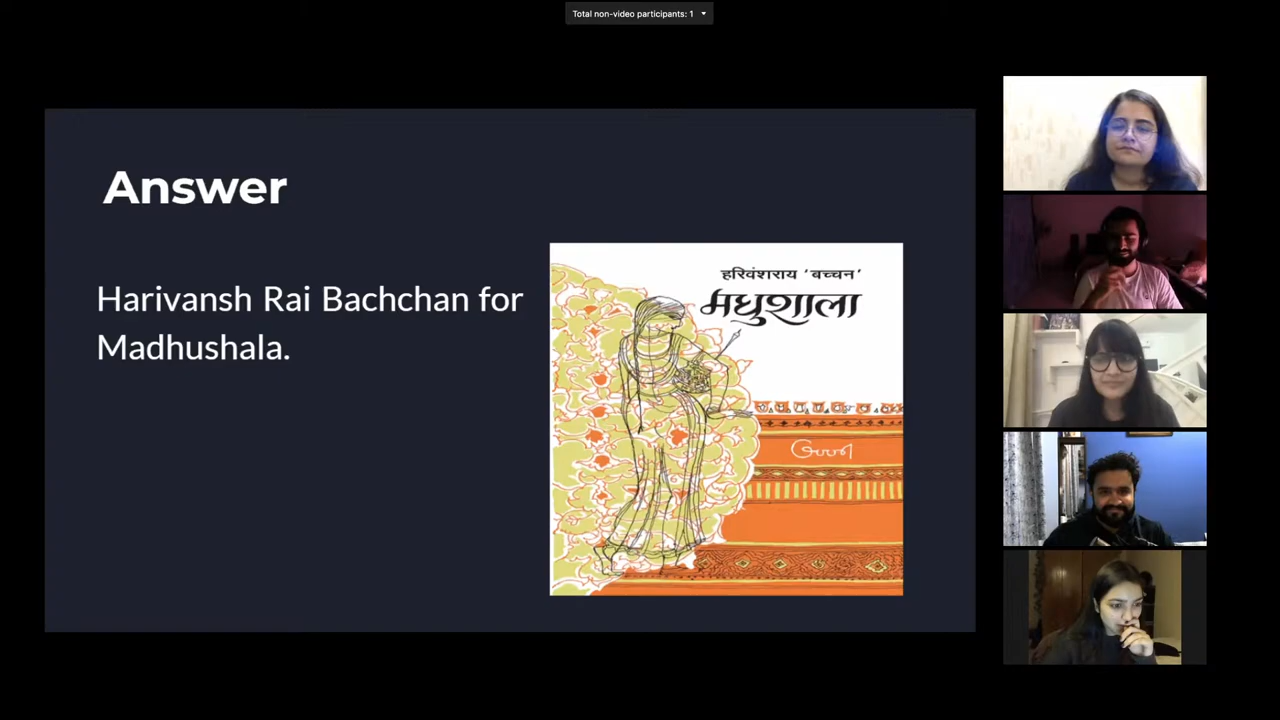 Total non-video participants: 1
Answer
Harivansh Rai Bachchan for
Madhushala.
हरिवंशराय 'बच्चन'
मधुशाला